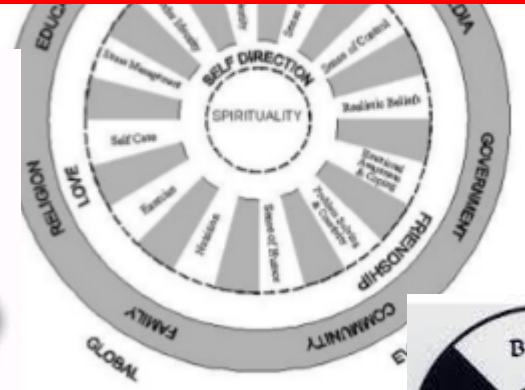 EDUCA
DIA
Stress Management
SELF DIRECTION
Sense of Control
SPIRITUALITY
Realistic Beliefs
Self Care
Emotional
Awareness
& Coping
GOVERNMENT
RELIGION
LOVE
Exercise
Nutrition
Sense of Humor
Problem Solving
& Creativity
FRIENDSHIP
FAMILY
COMMUNITY
GLOBAL
B